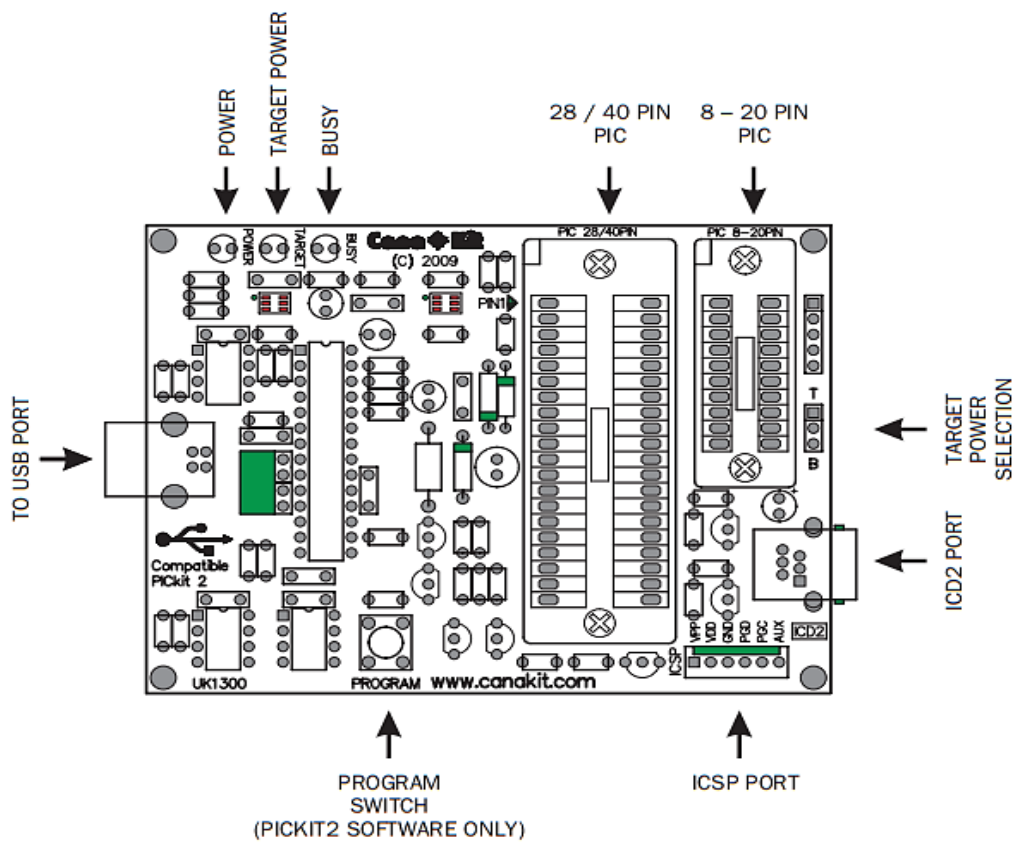 POWER
TARGET POWER
BUSY
28 / 40 PIN
PIC
8 – 20 PIN
PIC
POWER
TARGET
BUSY
Cana Kit
(C) 2009
PIC 28/40PIN
PIC 8-20PIN
PIN1
T
B
TO USB PORT
TARGET
POWER
SELECTION
Compatible
PICkit 2
ICD2 PORT
VPP
VDD
GND
PGD
PGC
AUX
ICD2
ICSP
UK1300
PROGRAM
www.canakit.com
PROGRAM
SWITCH
(PICKIT2 SOFTWARE ONLY)
ICSP PORT